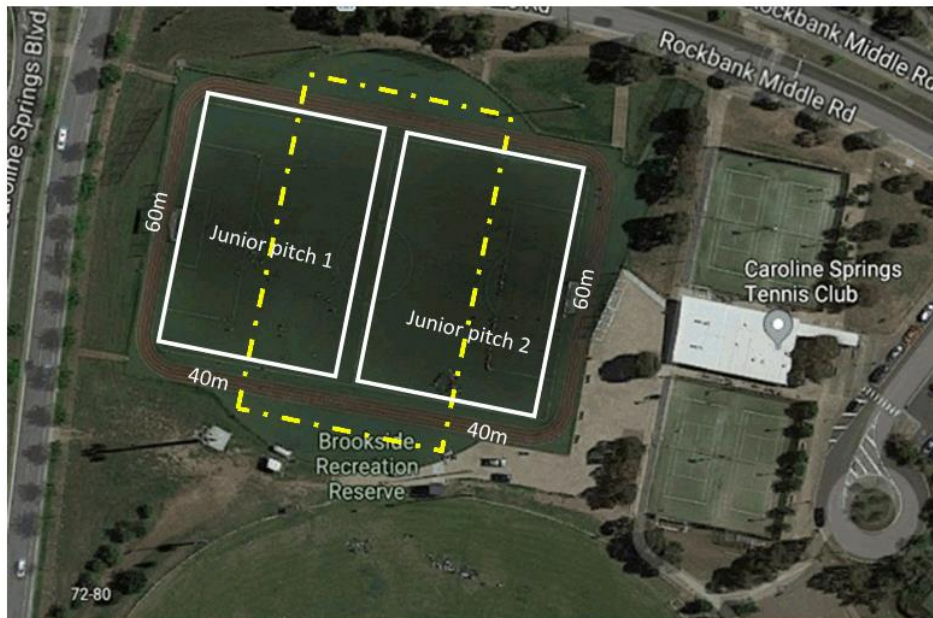 Rockbank Middle Rd
Rockbank Middle Rd
Caroline Springs Blvd
60m
Junior pitch 1
Caroline Springs
Tennis Club
60m
Junior pitch 2
40m
40m
Brookside
Recreation
Reserve
72-80